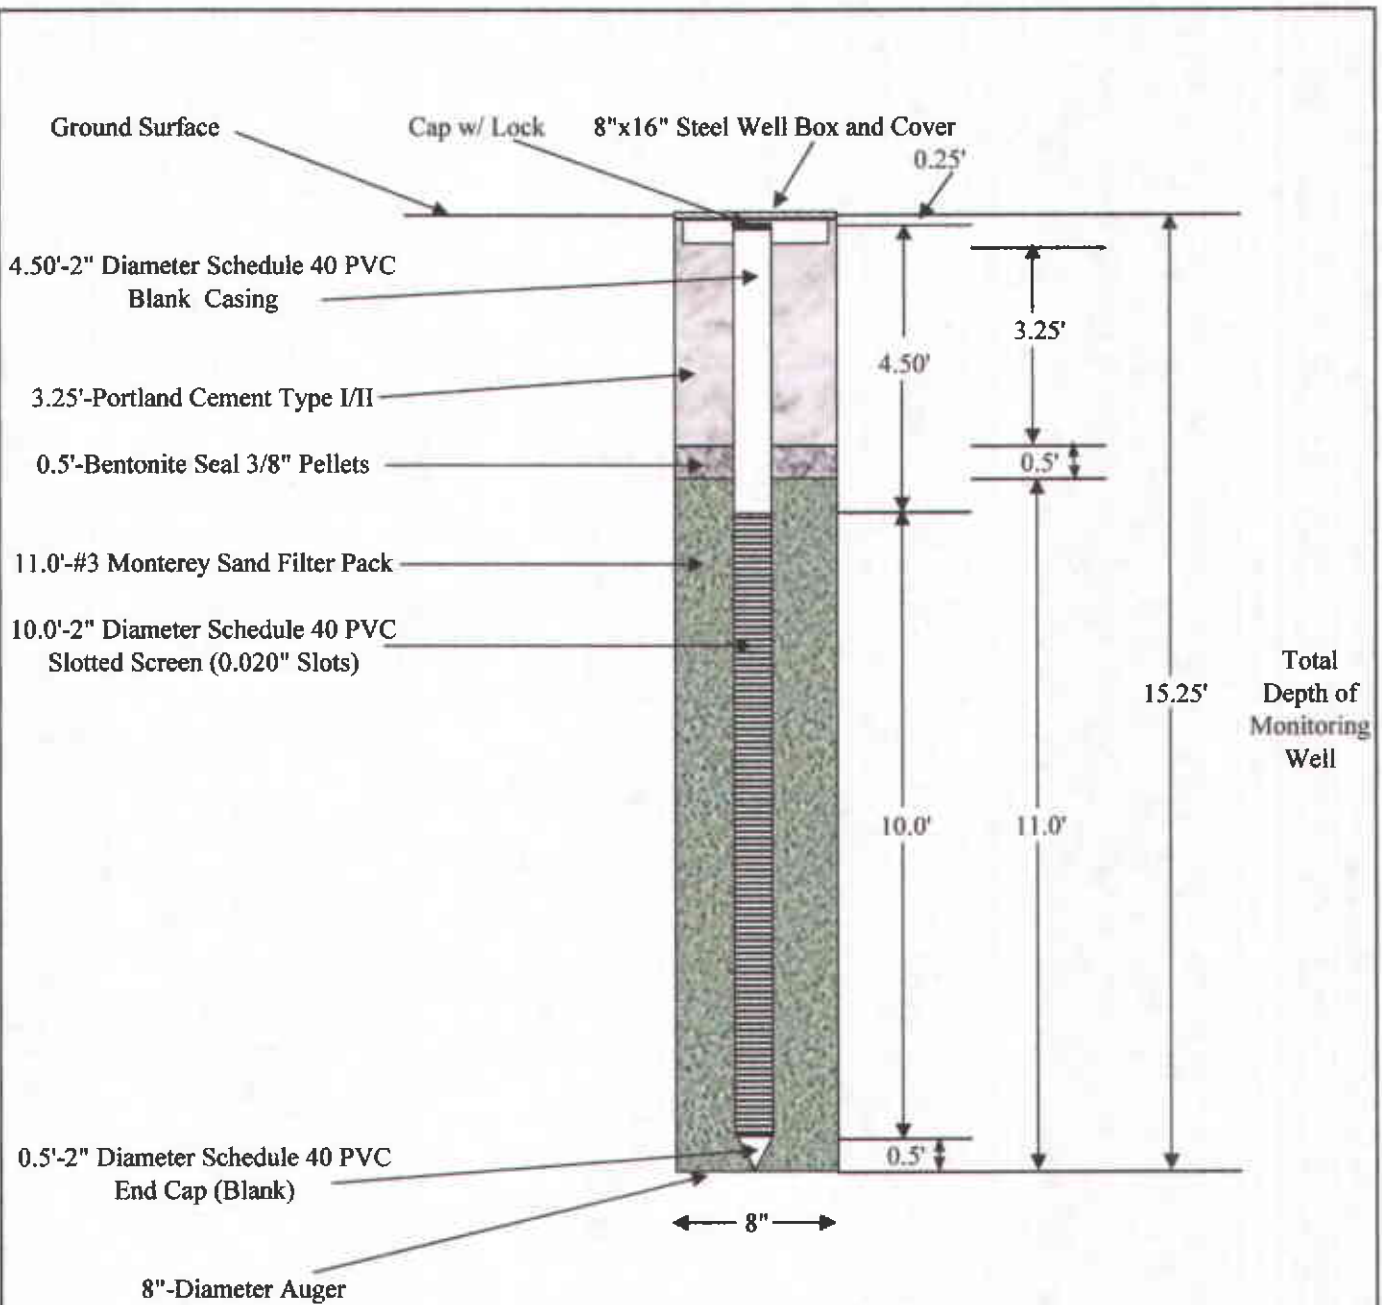 Ground Surface
Cap w/ Lock
8"x16" Steel Well Box and Cover
0.25'
4.50'-2" Diameter Schedule 40 PVC
Blank Casing
3.25'
4.50'
3.25'-Portland Cement Type I/II
0.5'-Bentonite Seal 3/8" Pellets
0.5'
11.0'-#3 Monterey Sand Filter Pack
10.0'-2" Diameter Schedule 40 PVC
Slotted Screen (0.020" Slots)
15.25'
Total
Depth of
Monitoring
Well
10.0'
11.0'
0.5'-2" Diameter Schedule 40 PVC
End Cap (Blank)
0.5'
8"
8"-Diameter Auger